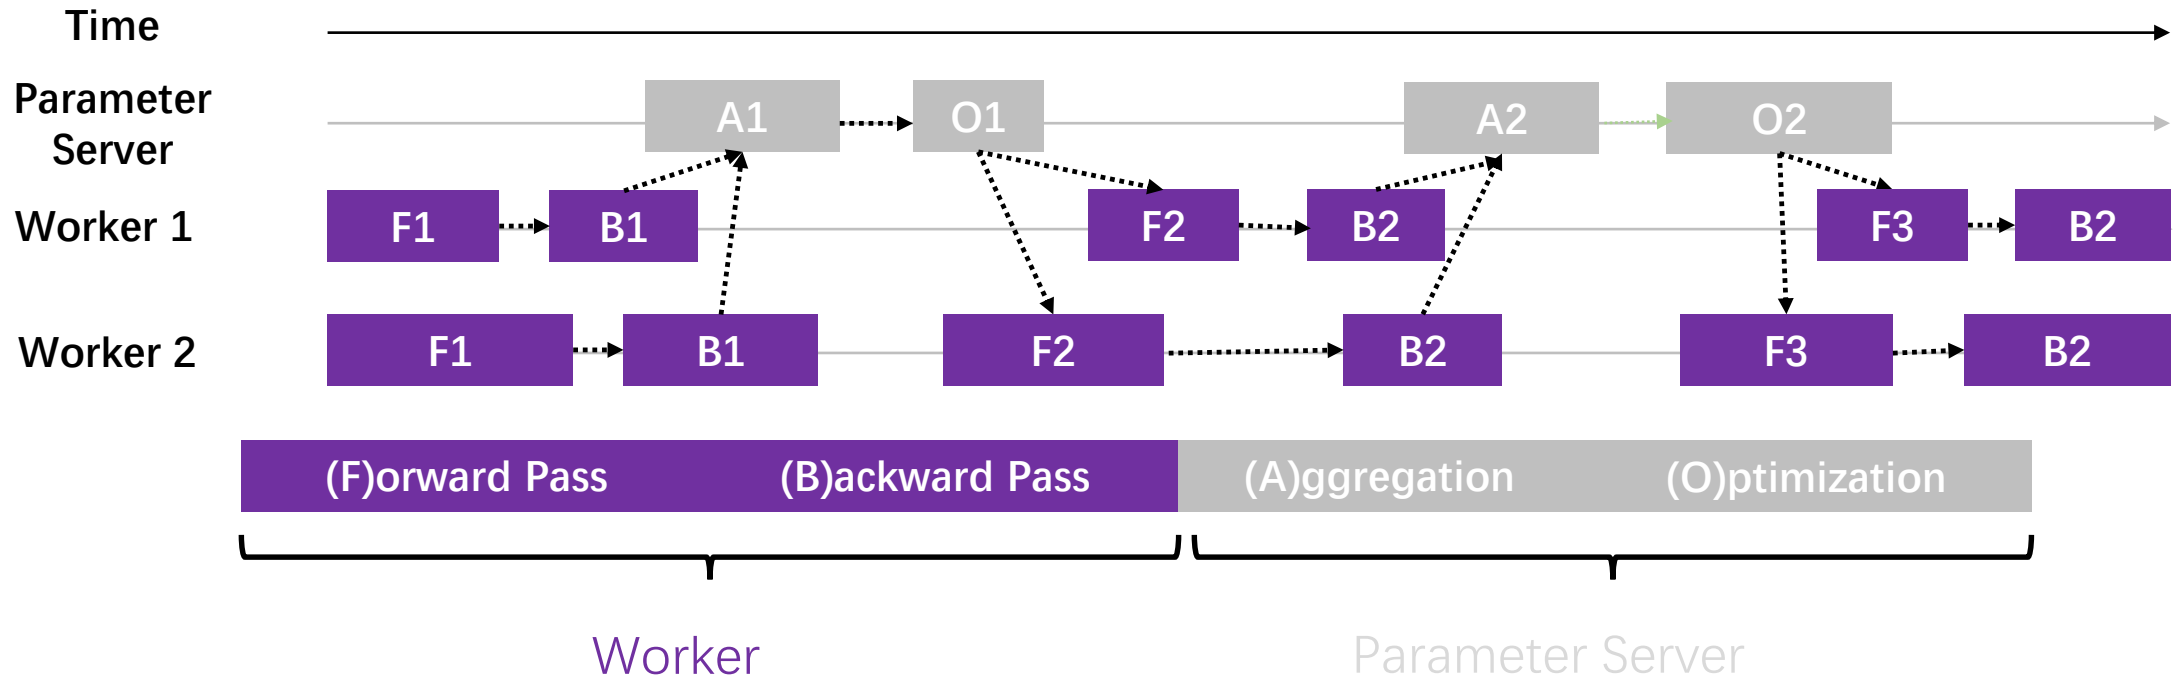 Time
Parameter
Server
A1
O1
A2
O2
Worker 1
F1
B1
F2
B2
F3
B2
Worker 2
F1
B1
F2
B2
F3
B2
(F)orward Pass
(B)ackward Pass
(A)ggregation
(O)ptimization
Worker
Parameter Server